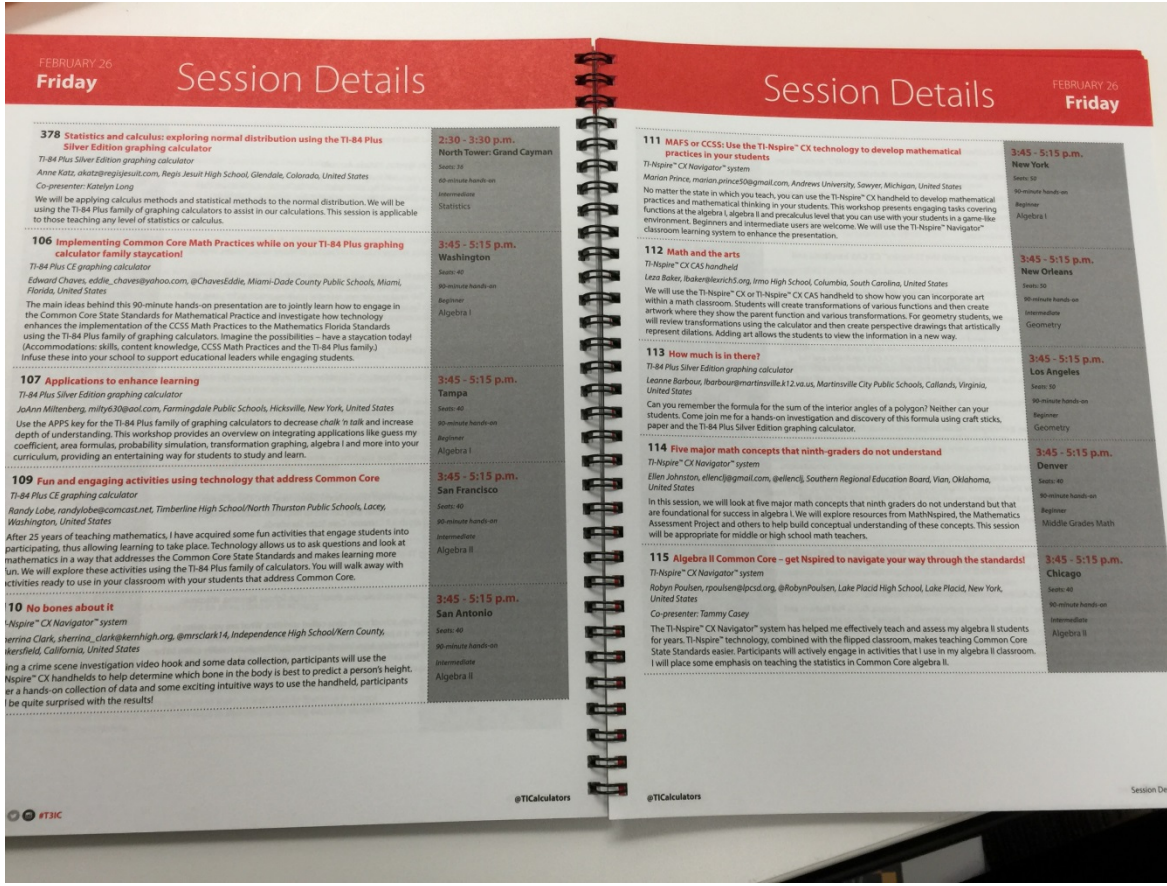 FEBRUARY 26
Friday
Session Details
378 Statistics and calculus: exploring normal distribution using the TI-84 Plus
Silver Edition graphing calculator
TI-84 Plus Silver Edition graphing calculator
Anne Katz, akatz@regisjesuit.com, Regis Jesuit High School, Glendale, Colorado, United States
Co-presenter: Katelyn Long
We will be applying calculus methods and statistical methods to the normal distribution. We will be
using the TI-84 Plus family of graphing calculators to assist in our calculations. This session is applicable
to those teaching any level of statistics or calculus.
2:30 - 3:30 p.m.
North Tower: Grand Cayman
Seats: 50
60-minute hands-on
Intermediate
Statistics
106 Implementing Common Core Math Practices while on your TI-84 Plus graphing
calculator family staycation!
TI-84 Plus CE graphing calculator
Edward Chaves, eddie_chaves@yahoo.com, @ChavesEddie, Miami-Dade County Public Schools, Miami,
Florida, United States
The main ideas behind this 90-minute hands-on presentation are to jointly learn how to engage in
the Common Core State Standards for Mathematical Practice and investigate how technology
enhances the implementation of the CCSS Math Practices to the Mathematics Florida Standards
using the TI-84 Plus family of graphing calculators. Imagine the possibilities – have a staycation today!
(Accommodations: skills, content knowledge, CCSS Math Practices and the TI-84 Plus family.)
Infuse these into your school to support educational leaders while engaging students.
3:45 - 5:15 p.m.
Washington
Seats: 40
90-minute hands-on
Beginner
Algebra I
107 Applications to enhance learning
TI-84 Plus Silver Edition graphing calculator
JoAnn Miltenberg, milty630@aol.com, Farmingdale Public Schools, Hicksville, New York, United States
Use the APPS key for the TI-84 Plus family of graphing calculators to decrease chalk 'n talk and increase
depth of understanding. This workshop provides an overview on integrating applications like guess my
coefficient, area formulas, probability simulation, transformation graphing, algebra I and more into your
curriculum, providing an entertaining way for students to study and learn.
3:45 - 5:15 p.m.
Tampa
Seats: 40
90-minute hands-on
Beginner
Algebra I
109 Fun and engaging activities using technology that address Common Core
TI-84 Plus CE graphing calculator
Randy Lobe, randylobe@comcast.net, Timberline High School/North Thurston Public Schools, Lacey,
Washington, United States
After 25 years of teaching mathematics, I have acquired some fun activities that engage students into
participating, thus allowing learning to take place. Technology allows us to ask questions and look at
mathematics in a way that addresses the Common Core State Standards and makes learning more
un. We will explore these activities using the TI-84 Plus family of calculators. You will walk away with
ctivities ready to use in your classroom with your students that address Common Core.
3:45 - 5:15 p.m.
San Francisco
Seats: 40
90-minute hands-on
Intermediate
Algebra II
10 No bones about it
-Nspire™ CX Navigator™ system
herrina Clark, sherrina_clark@kernhigh.org, @mrsclark14, Independence High School/Kern County,
kersfield, California, United States
ing a crime scene investigation video hook and some data collection, participants will use the
Nspire™ CX handhelds to help determine which bone in the body is best to predict a person's height.
er a hands-on collection of data and some exciting intuitive ways to use the handheld, participants
l be quite surprised with the results!
3:45 - 5:15 p.m.
San Antonio
Seats: 40
90-minute hands-on
Intermediate
Algebra II
#T3IC
@TICalculators
Session Details
FEBRUARY 26
Friday
111 MAFS or CCSS: Use the TI-Nspire™ CX technology to develop mathematical
practices in your students
TI-Nspire™ CX Navigator™ system
Marian Prince, marian.prince50@gmail.com, Andrews University, Sawyer, Michigan, United States
No matter the state in which you teach, you can use the TI-Nspire™ CX handheld to develop mathematical
practices and mathematical thinking in your students. This workshop presents engaging tasks covering
functions at the algebra I, algebra II and precalculus level that you can use with your students in a game-like
environment. Beginners and intermediate users are welcome. We will use the TI-Nspire™ Navigator™
classroom learning system to enhance the presentation.
3:45 - 5:15 p.m.
New York
Seats: 50
90-minute hands-on
Beginner
Algebra I
112 Math and the arts
TI-Nspire™ CX CAS handheld
Leza Baker, lbaker@lexrich5.org, Irmo High School, Columbia, South Carolina, United States
We will use the TI-Nspire™ CX or TI-Nspire™ CX CAS handheld to show how you can incorporate art
within a math classroom. Students will create transformations of various functions and then create
artwork where they show the parent function and various transformations. For geometry students, we
will review transformations using the calculator and then create perspective drawings that artistically
represent dilations. Adding art allows the students to view the information in a new way.
3:45 - 5:15 p.m.
New Orleans
Seats: 50
90-minute hands-on
Intermediate
Geometry
113 How much is in there?
TI-84 Plus Silver Edition graphing calculator
Leanne Barbour, lbarbour@martinsville.k12.va.us, Martinsville City Public Schools, Callands, Virginia,
United States
Can you remember the formula for the sum of the interior angles of a polygon? Neither can your
students. Come join me for a hands-on investigation and discovery of this formula using craft sticks,
paper and the TI-84 Plus Silver Edition graphing calculator.
3:45 - 5:15 p.m.
Los Angeles
Seats: 50
90-minute hands-on
Beginner
Geometry
114 Five major math concepts that ninth-graders do not understand
TI-Nspire™ CX Navigator™ system
Ellen Johnston, ellenclj@gmail.com, @ellenclj, Southern Regional Education Board, Vian, Oklahoma,
United States
In this session, we will look at five major math concepts that ninth graders do not understand but that
are foundational for success in algebra I. We will explore resources from MathNspired, the Mathematics
Assessment Project and others to help build conceptual understanding of these concepts. This session
will be appropriate for middle or high school math teachers.
3:45 - 5:15 p.m.
Denver
Seats: 40
90-minute hands-on
Beginner
Middle Grades Math
115 Algebra II Common Core – get Nspired to navigate your way through the standards!
TI-Nspire™ CX Navigator™ system
Robyn Poulsen, rpoulsen@lpcsd.org, @RobynPoulsen, Lake Placid High School, Lake Placid, New York,
United States
Co-presenter: Tammy Casey
The TI-Nspire™ CX Navigator™ system has helped me effectively teach and assess my algebra II students
for years. TI-Nspire™ technology, combined with the flipped classroom, makes teaching Common Core
State Standards easier. Participants will actively engage in activities that I use in my algebra II classroom.
I will place some emphasis on teaching the statistics in Common Core algebra II.
3:45 - 5:15 p.m.
Chicago
Seats: 40
90-minute hands-on
Intermediate
Algebra II
@TICalculators
Session De